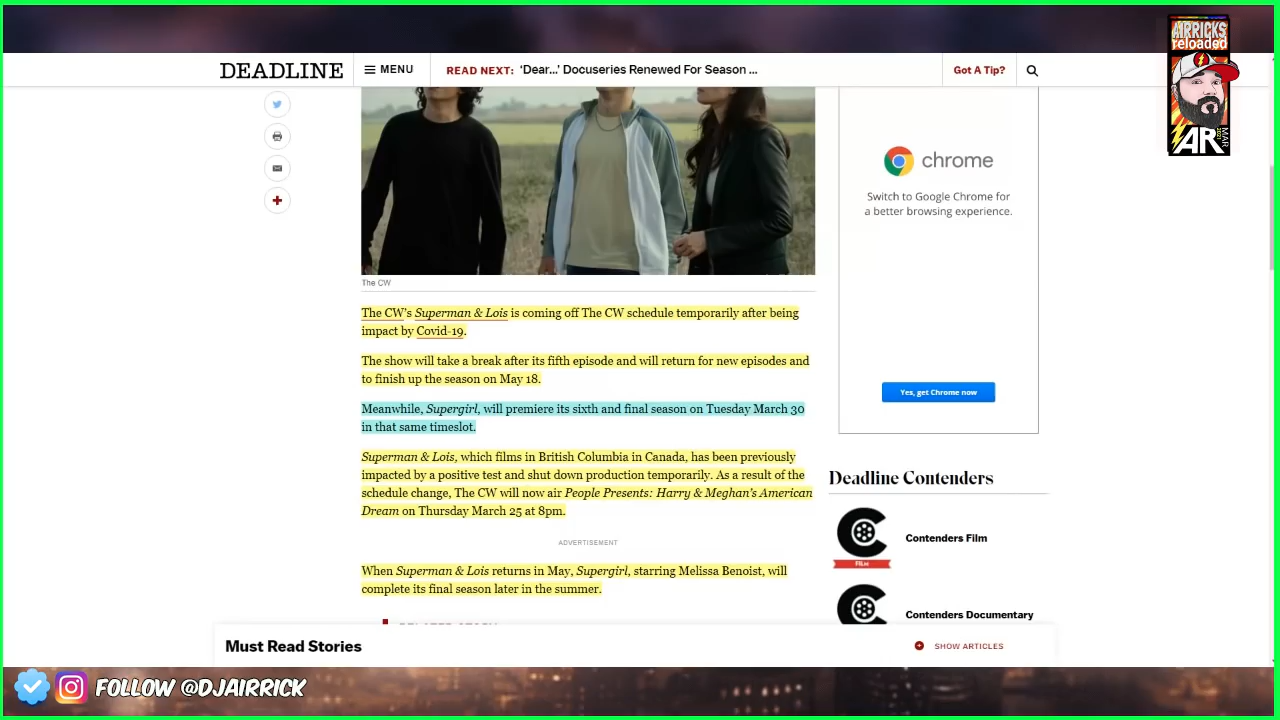 AIRRICKS
reloaded
DEADLINE
MENU
READ NEXT: ‘Dear...’ Docuseries Renewed For Season ...
Got A Tip?
AR
MAR
2021
The CW
The CW’s Superman & Lois is coming off The CW schedule temporarily after being
impact by Covid-19.
The show will take a break after its fifth episode and will return for new episodes and
to finish up the season on May 18.
Meanwhile, Supergirl, will premiere its sixth and final season on Tuesday March 30
in that same timeslot.
Superman & Lois, which films in British Columbia in Canada, has been previously
impacted by a positive test and shut down production temporarily. As a result of the
schedule change, The CW will now air People Presents: Harry & Meghan’s American
Dream on Thursday March 25 at 8pm.
ADVERTISEMENT
When Superman & Lois returns in May, Supergirl, starring Melissa Benoist, will
complete its final season later in the summer.
chrome
Switch to Google Chrome for
a better browsing experience.
Yes, get Chrome now
Deadline Contenders
FILM
Contenders Film
Contenders Documentary
Must Read Stories
SHOW ARTICLES
FOLLOW @DJAIRRICK